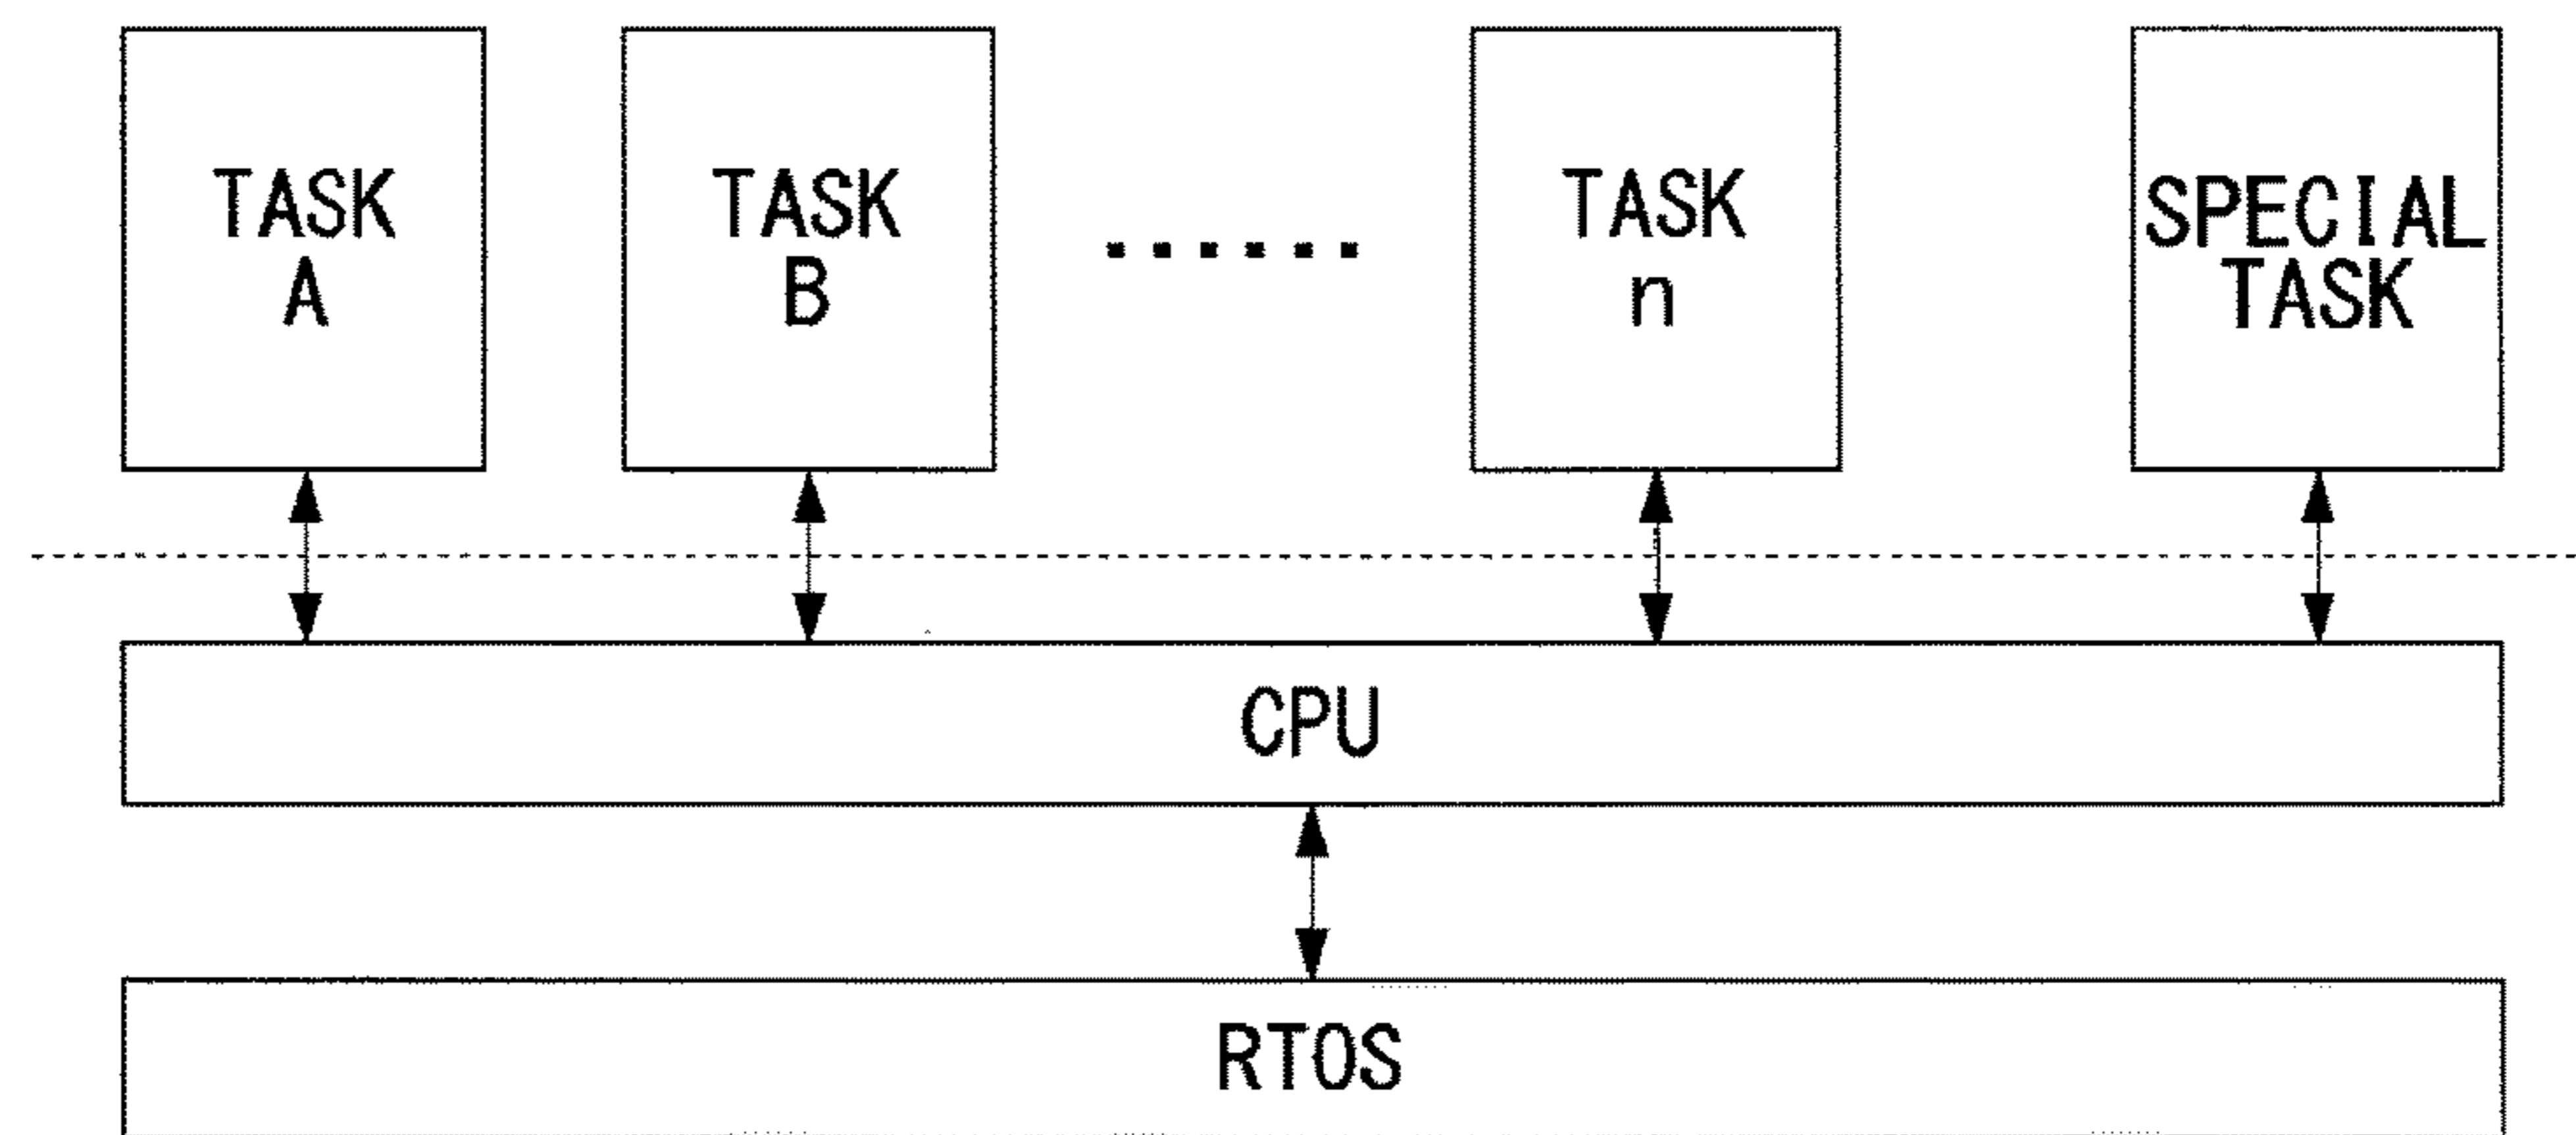 TASK
A
TASK
B
......
TASK
n
SPECIAL
TASK
CPU
RTOS